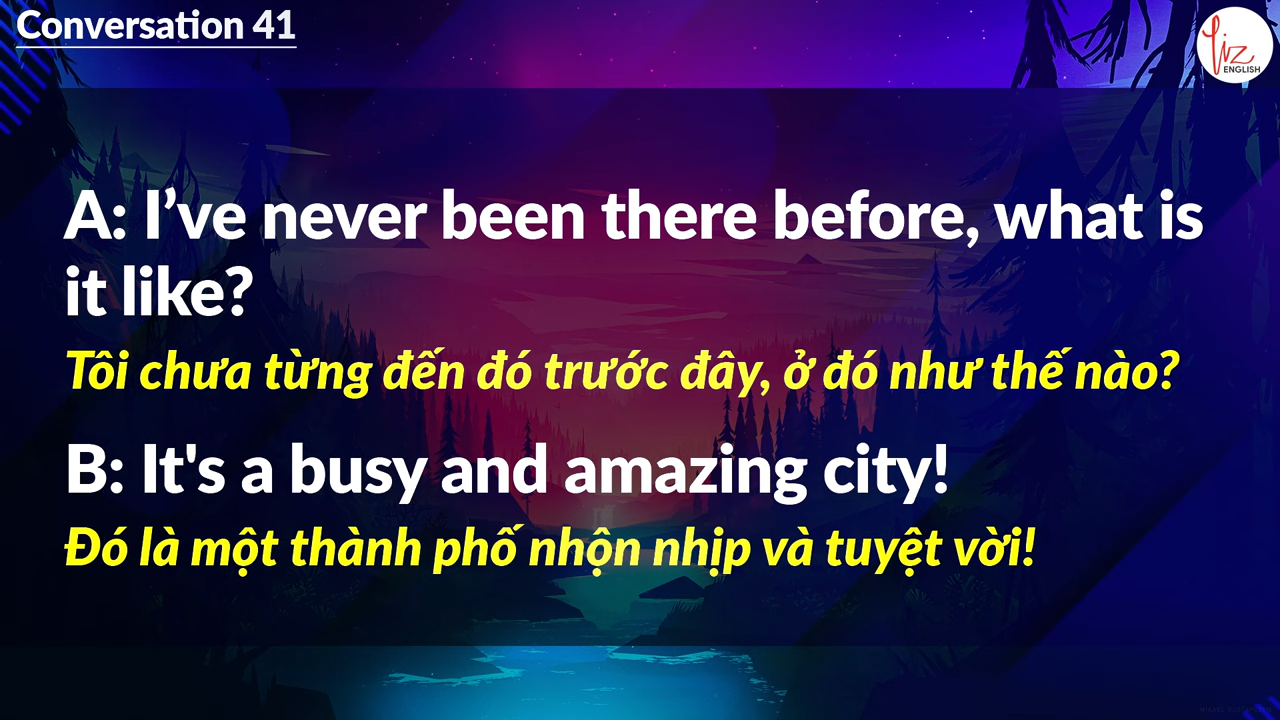 Conversation 41
Liz
ENGLISH
A: I’ve never been there before, what is
it like?
Tôi chưa từng đến đó trước đây, ở đó như thế nào?
B: It's a busy and amazing city!
Đó là một thành phố nhộn nhịp và tuyệt vời!